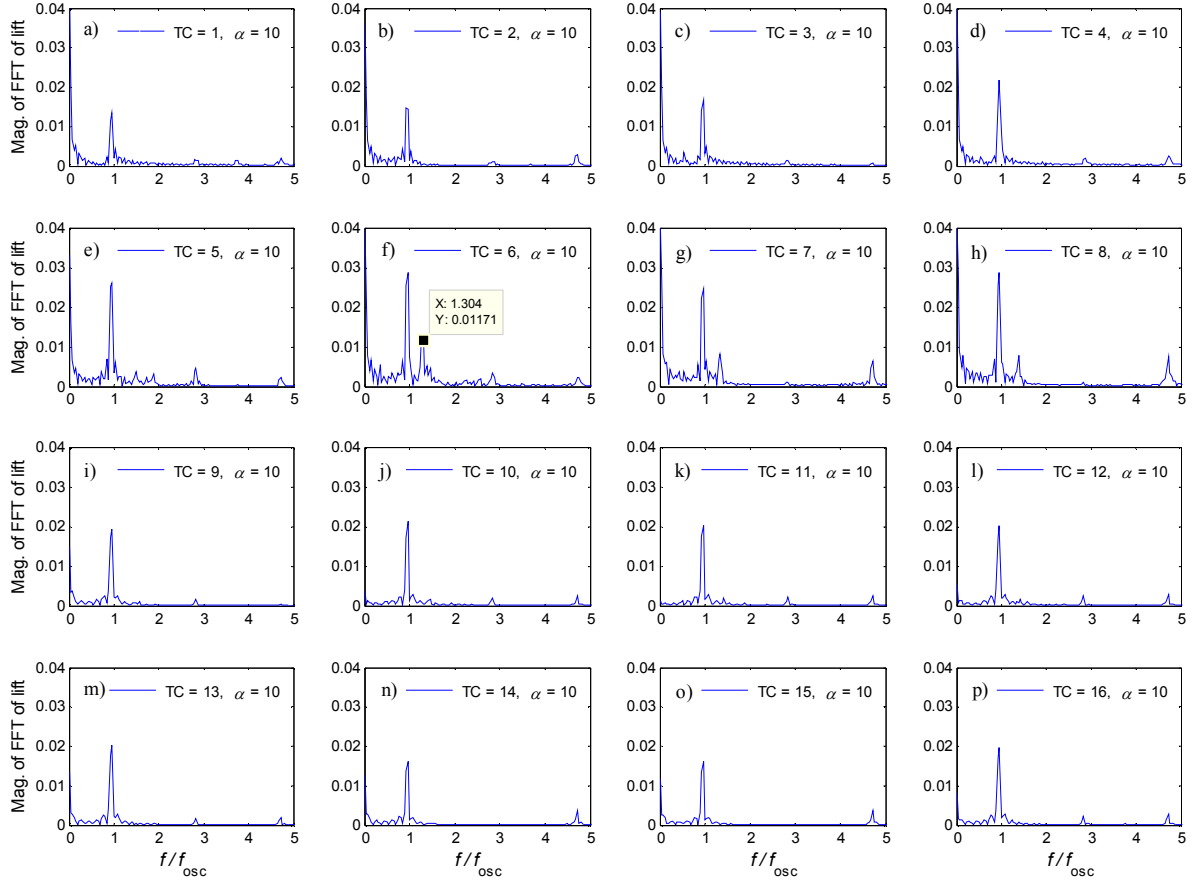 a) TC = 1, α = 10
b) TC = 2, α = 10
c) TC = 3, α = 10
d) TC = 4, α = 10
Mag. of FFT of lift
0.04
0.03
0.02
0.01
0
0 1 2 3 4 5
0.04
0.03
0.02
0.01
0
0 1 2 3 4 5
0.04
0.03
0.02
0.01
0
0 1 2 3 4 5
0.04
0.03
0.02
0.01
0
0 1 2 3 4 5
e) TC = 5, α = 10
f) TC = 6, α = 10
X: 1.304
Y: 0.01171
g) TC = 7, α = 10
h) TC = 8, α = 10
Mag. of FFT of lift
0.04
0.03
0.02
0.01
0
0 1 2 3 4 5
0.04
0.03
0.02
0.01
0
0 1 2 3 4 5
0.04
0.03
0.02
0.01
0
0 1 2 3 4 5
0.04
0.03
0.02
0.01
0
0 1 2 3 4 5
i) TC = 9, α = 10
j) TC = 10, α = 10
k) TC = 11, α = 10
l) TC = 12, α = 10
Mag. of FFT of lift
0.04
0.03
0.02
0.01
0
0 1 2 3 4 5
0.04
0.03
0.02
0.01
0
0 1 2 3 4 5
0.04
0.03
0.02
0.01
0
0 1 2 3 4 5
0.04
0.03
0.02
0.01
0
0 1 2 3 4 5
m) TC = 13, α = 10
n) TC = 14, α = 10
o) TC = 15, α = 10
p) TC = 16, α = 10
Mag. of FFT of lift
0.04
0.03
0.02
0.01
0
0 1 2 3 4 5
f / f osc
0.04
0.03
0.02
0.01
0
0 1 2 3 4 5
f / f osc
0.04
0.03
0.02
0.01
0
0 1 2 3 4 5
f / f osc
0.04
0.03
0.02
0.01
0
0 1 2 3 4 5
f / f osc